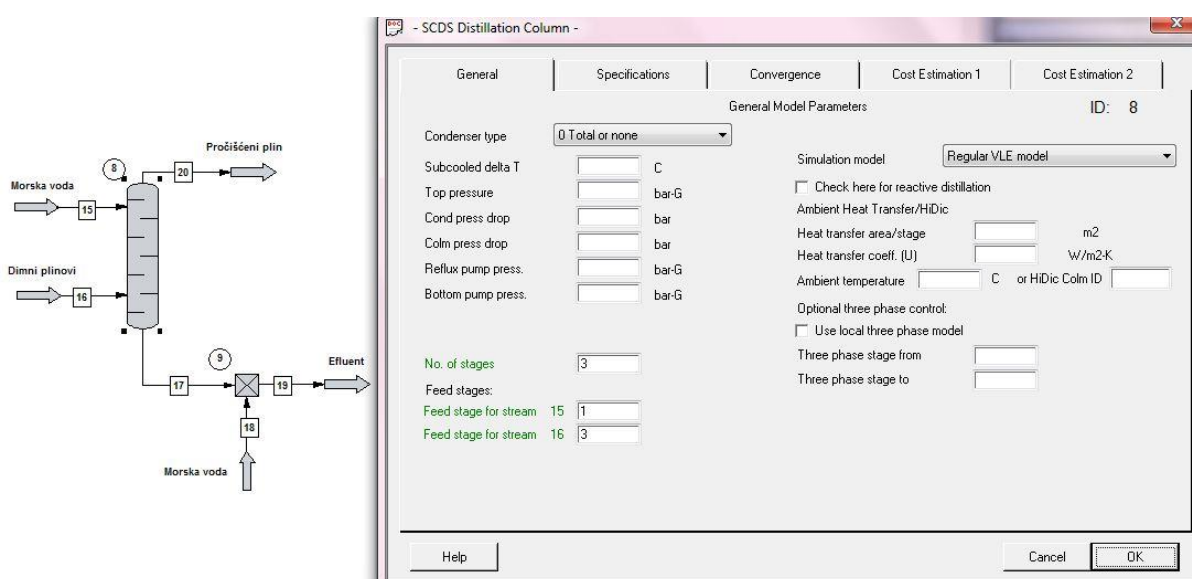 Pročišćeni plin
8
20
Morska voda
15
Dimni plinovi
16
9
Efluent
17
19
18
Morska voda
- SCDS Distillation Column -
General
Specifications
Convergence
Cost Estimation 1
Cost Estimation 2
General Model Parameters
ID: 8
Condenser type
0 Total or none
Subcooled delta T
C
Top pressure
bar-G
Cond press drop
bar
Colm press drop
bar
Reflux pump press.
bar-G
Bottom pump press.
bar-G
No. of stages
3
Feed stages:
Feed stage for stream 15 1
Feed stage for stream 16 3
Simulation model
Regular VLE model
Check here for reactive distillation
Ambient Heat Transfer/HiDic
Heat transfer area/stage
m2
Heat transfer coeff. (U)
W/m2-K
Ambient temperature
C or HiDic Colm ID
Optional three phase control:
Use local three phase model
Three phase stage from
Three phase stage to
Help
Cancel
OK